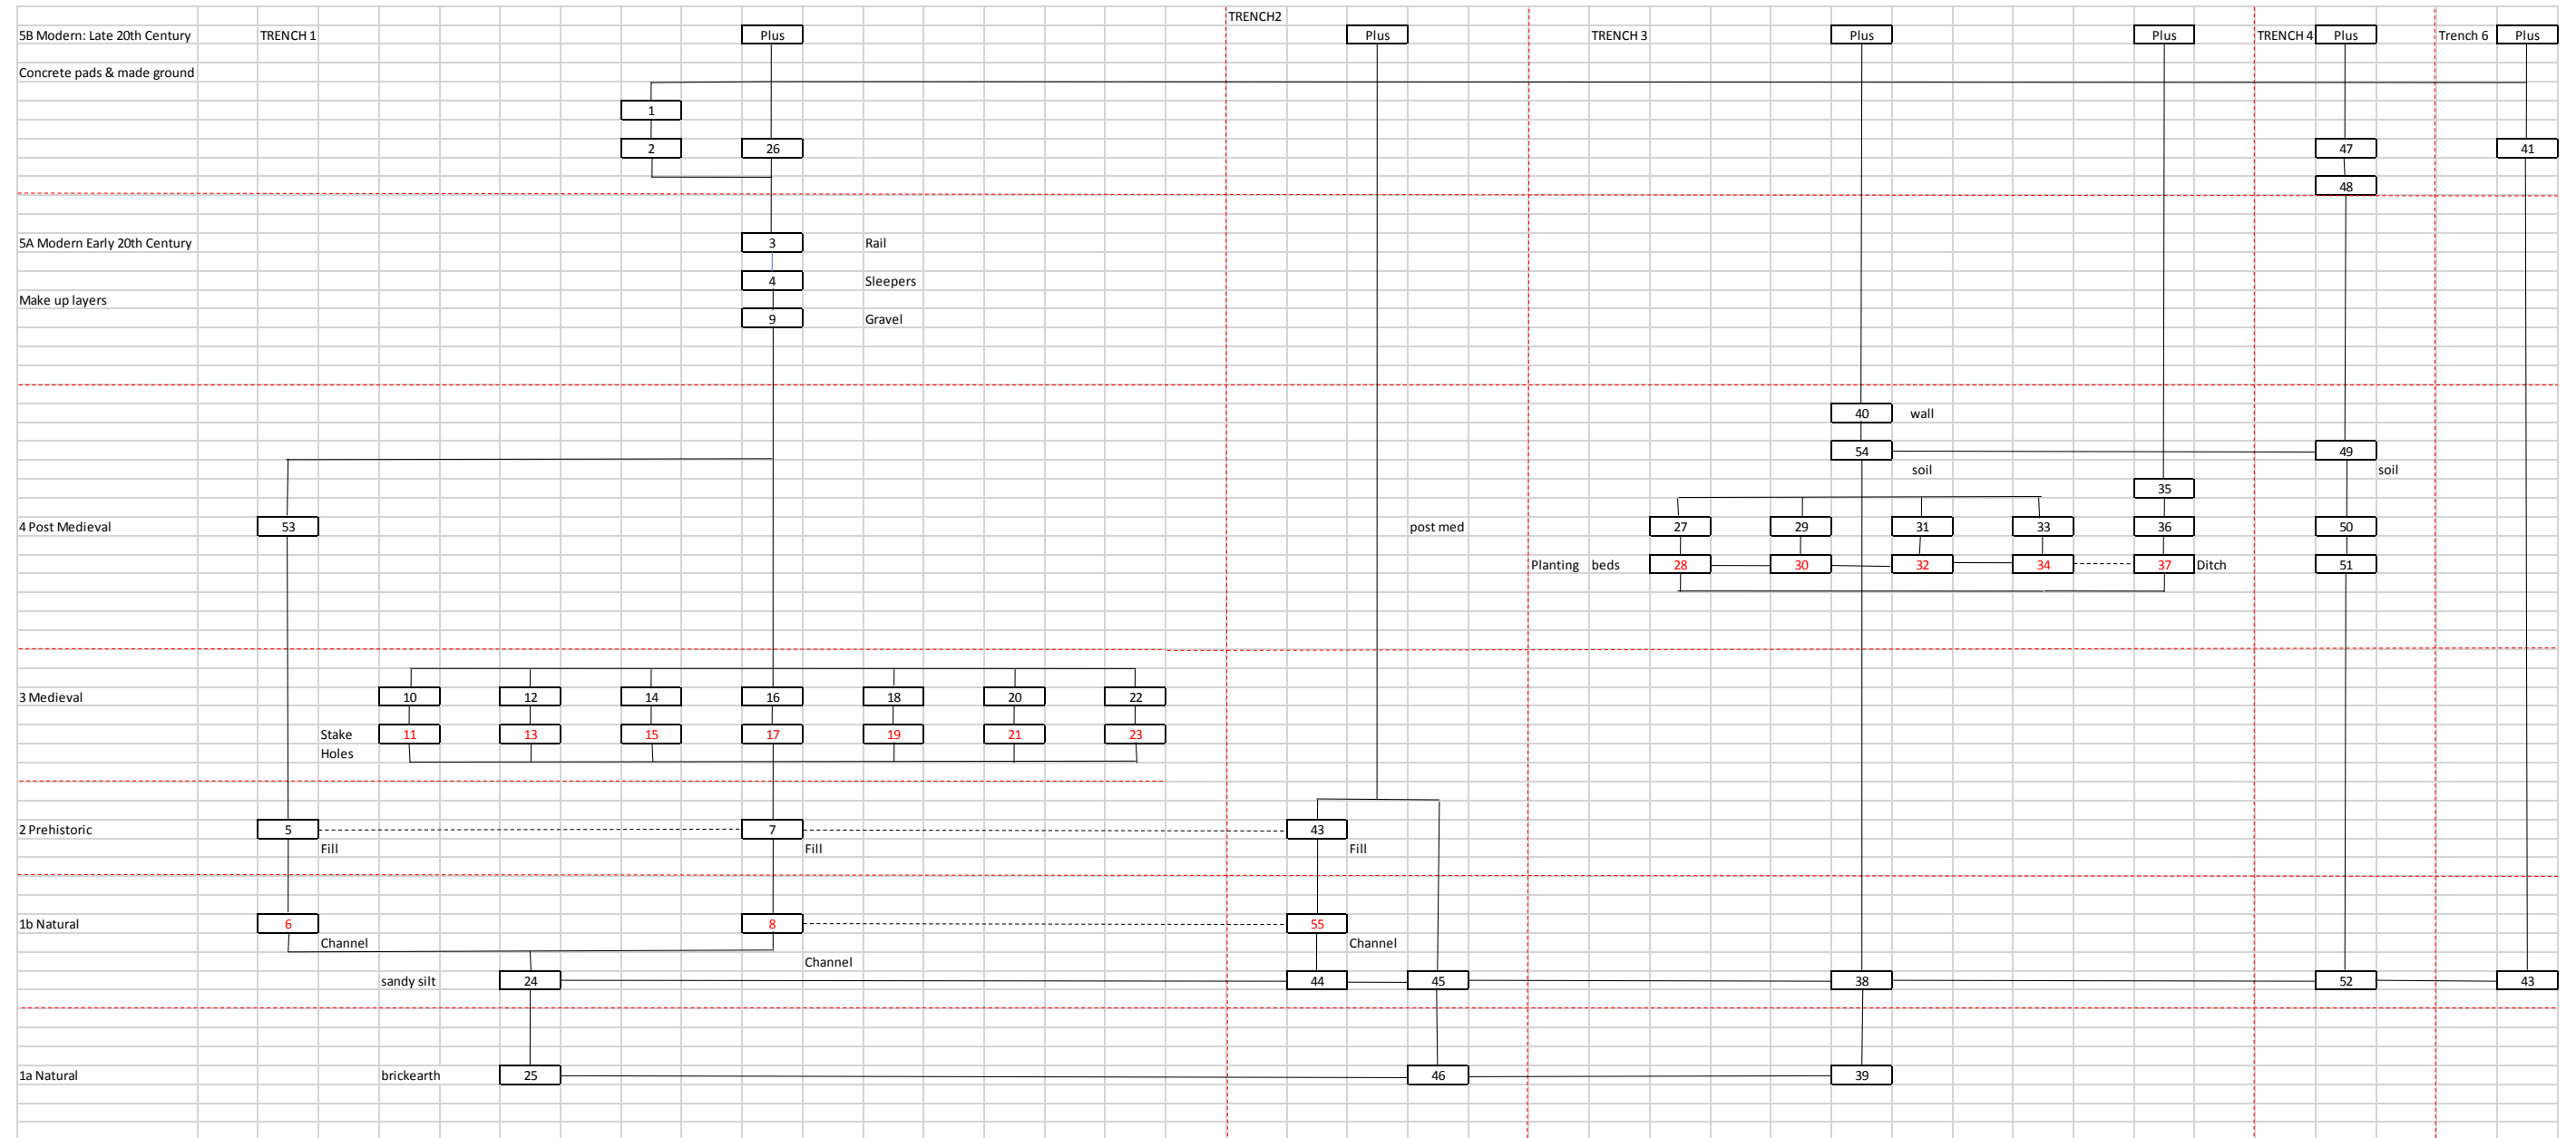 TRENCH2
5B Modern: Late 20th Century TRENCH 1 Plus Plus TRENCH 3 Plus Plus TRENCH 4 Plus Trench 6 Plus
Concrete pads & made ground
1
2 26 47 41
48
5A Modern Early 20th Century 3 Rail
4 Sleepers
Make up layers
9 Gravel
40 wall
54 49
soil soil
35
4 Post Medieval 53 post med 27 29 31 33 36 50
Planting beds 28 30 32 34 37 Ditch 51
3 Medieval 10 12 14 16 18 20 22
Stake 11 13 15 17 19 21 23
Holes
2 Prehistoric 5 7 43
Fill Fill Fill
1b Natural 6 8 55
Channel Channel
Channel
sandy silt 24 44 45 38 52 43
1a Natural brickearth 25 46 39